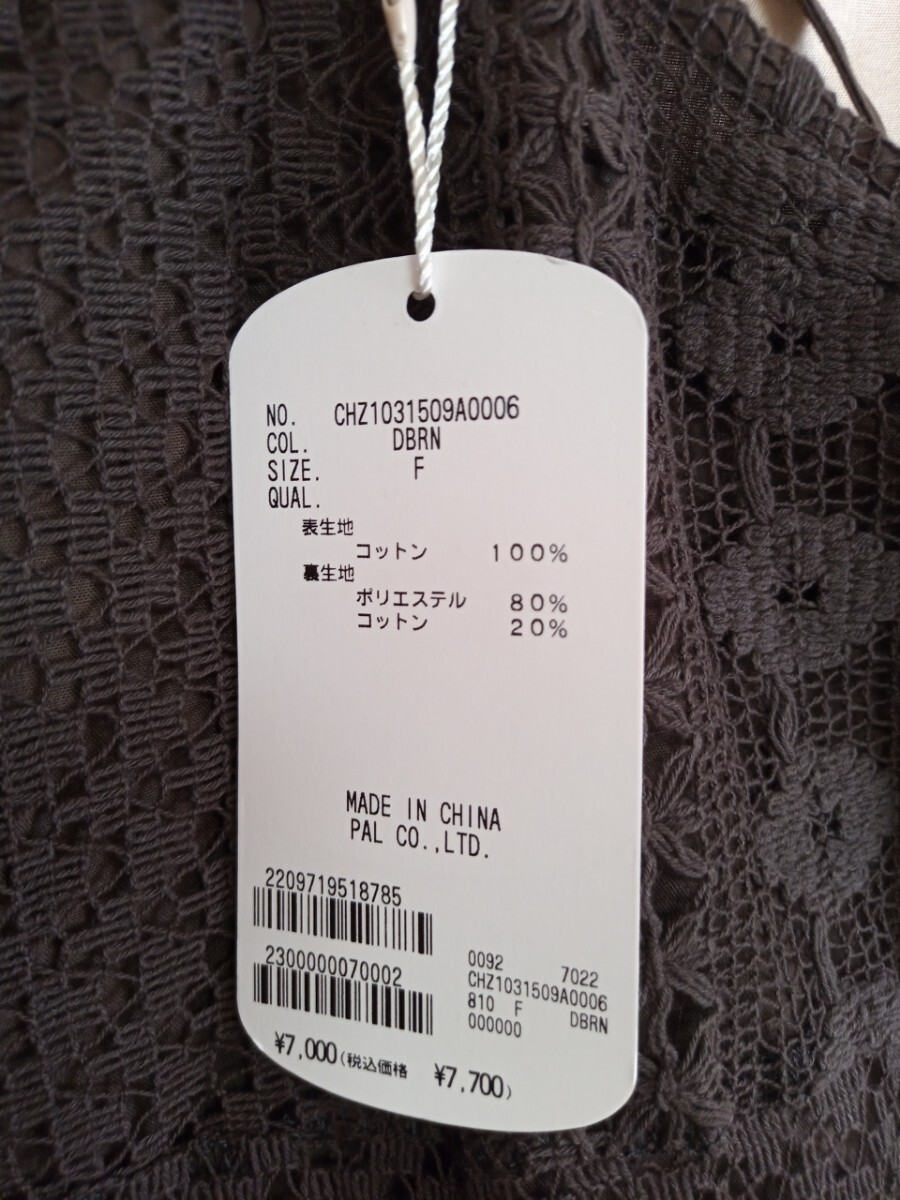 NO. CHZ1031509A0006
COL. DBRN
SIZE. F
QUAL.
表生地
コットン 100%
裏生地
ポリエステル 80%
コットン 20%
MADE IN CHINA
PAL CO.,LTD.
2209719518785
2300000070002
0092 7022
CHZ1031509A0006
810 F DBRN
000000
¥7,000(税込価格 ¥7,700)